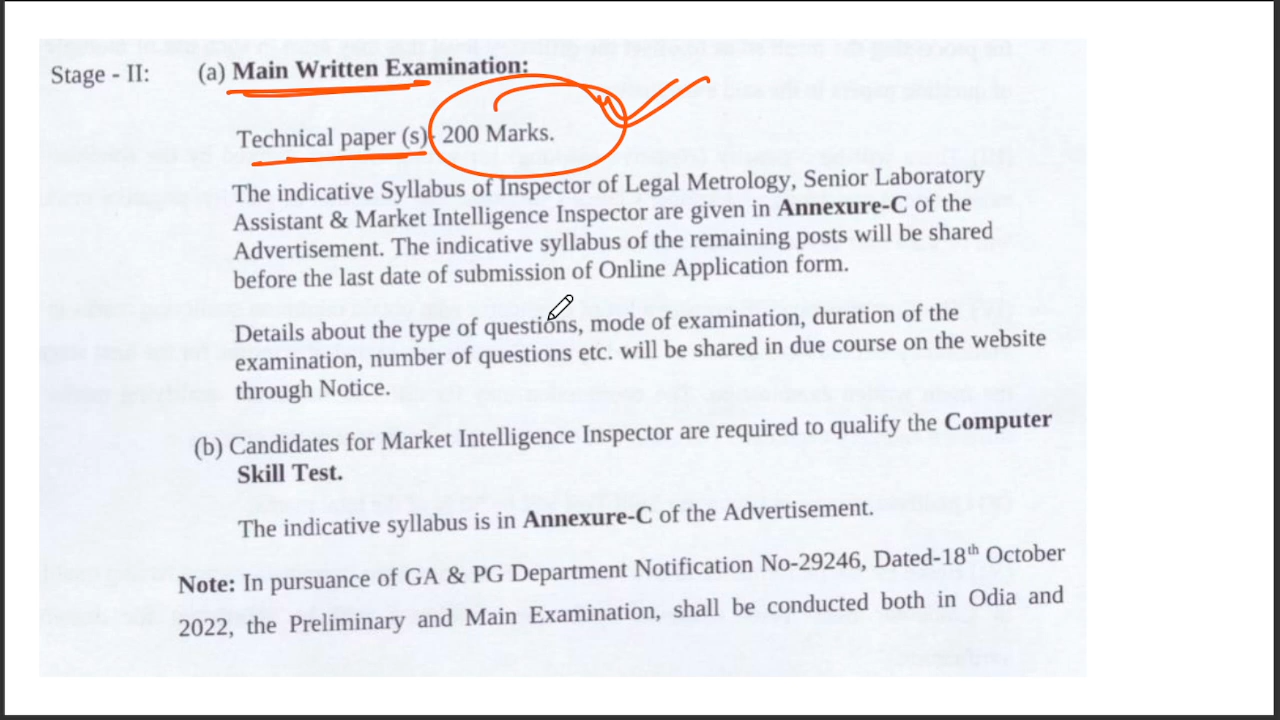 Stage - II: (a) Main Written Examination:
Technical paper (s)- 200 Marks.
The indicative Syllabus of Inspector of Legal Metrology, Senior Laboratory
Assistant & Market Intelligence Inspector are given in Annexure-C of the
Advertisement. The indicative syllabus of the remaining posts will be shared
before the last date of submission of Online Application form.
Details about the type of questions, mode of examination, duration of the
examination, number of questions etc. will be shared in due course on the website
through Notice.
(b) Candidates for Market Intelligence Inspector are required to qualify the Computer
Skill Test.
The indicative syllabus is in Annexure-C of the Advertisement.
Note: In pursuance of GA & PG Department Notification No-29246, Dated-18th October
2022, the Preliminary and Main Examination, shall be conducted both in Odia and